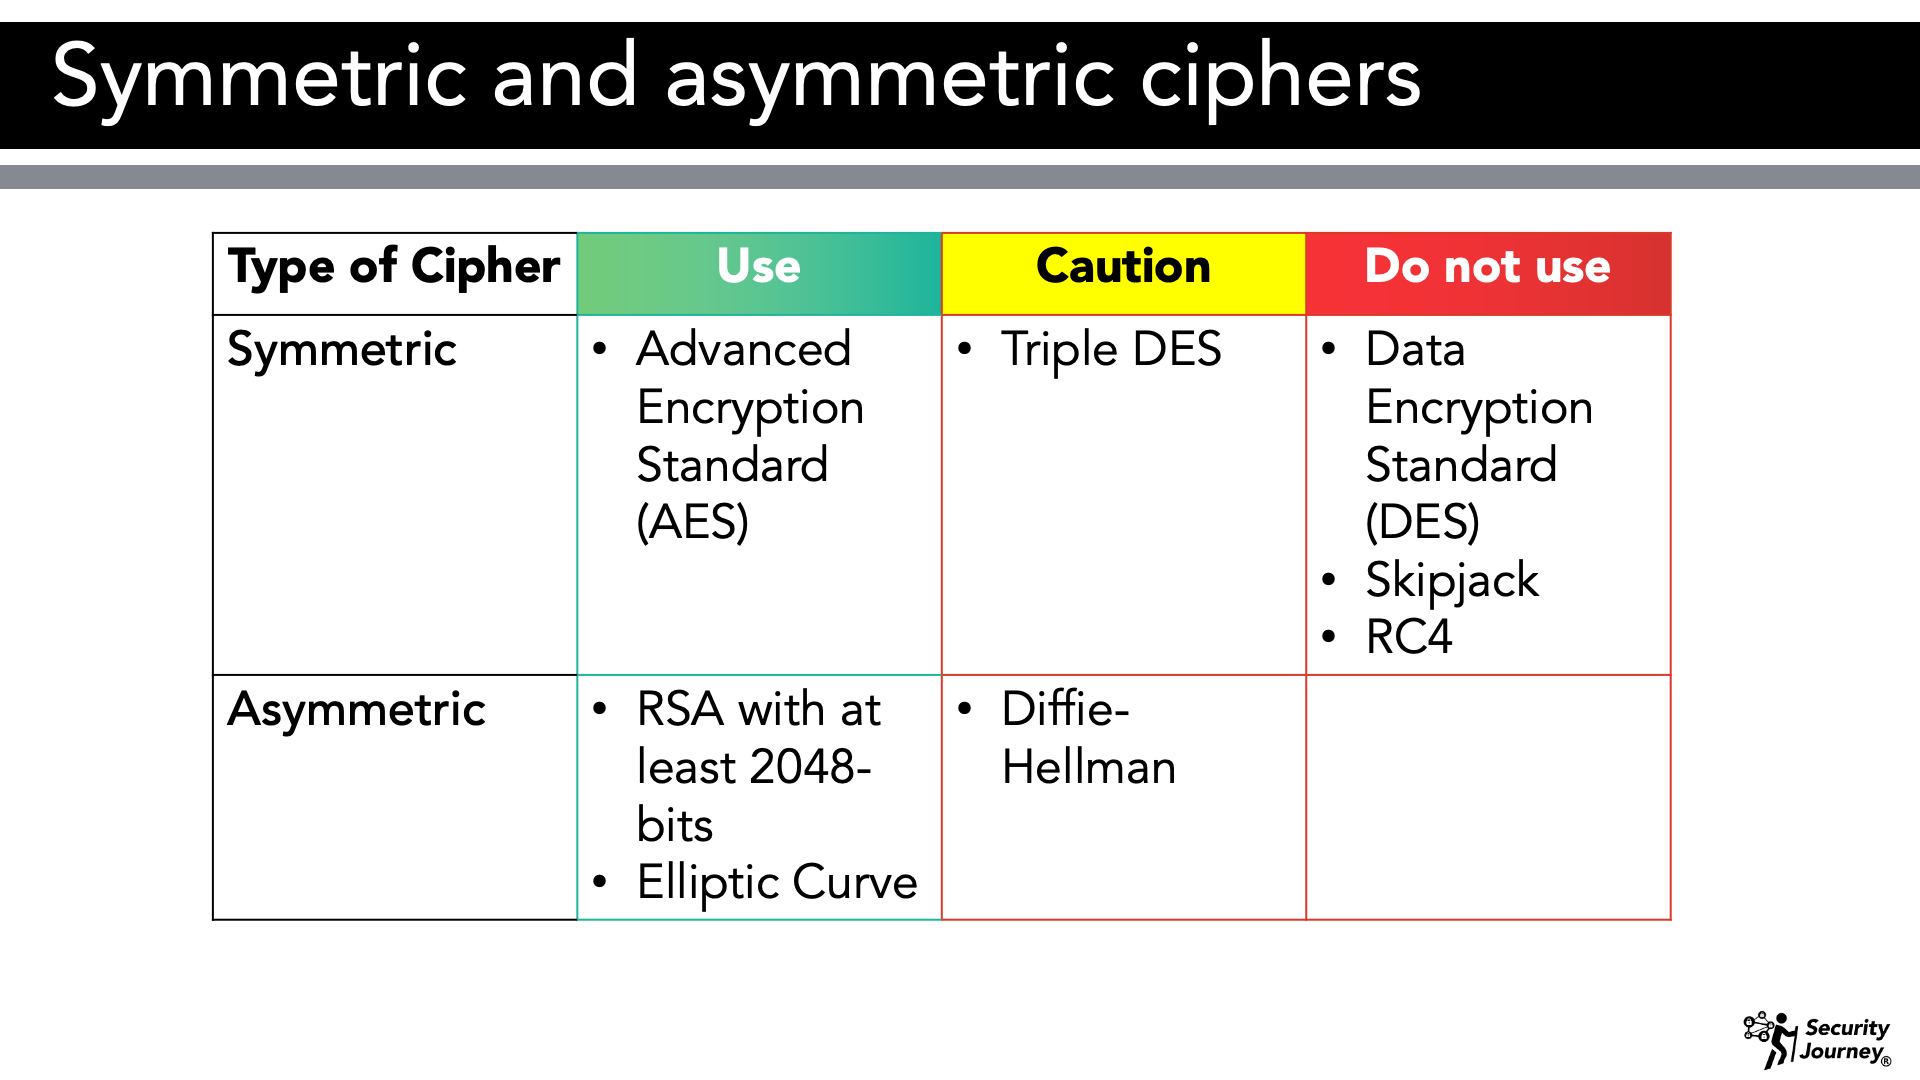 Symmetric and asymmetric ciphers
Type of Cipher
Use
Caution
Do not use
Symmetric
• Advanced
Encryption
Standard
(AES)
• Triple DES
• Data
Encryption
Standard
(DES)
• Skipjack
• RC4
Asymmetric
• RSA with at
least 2048-
bits
• Elliptic Curve
• Diffie-
Hellman
Security
Journey®